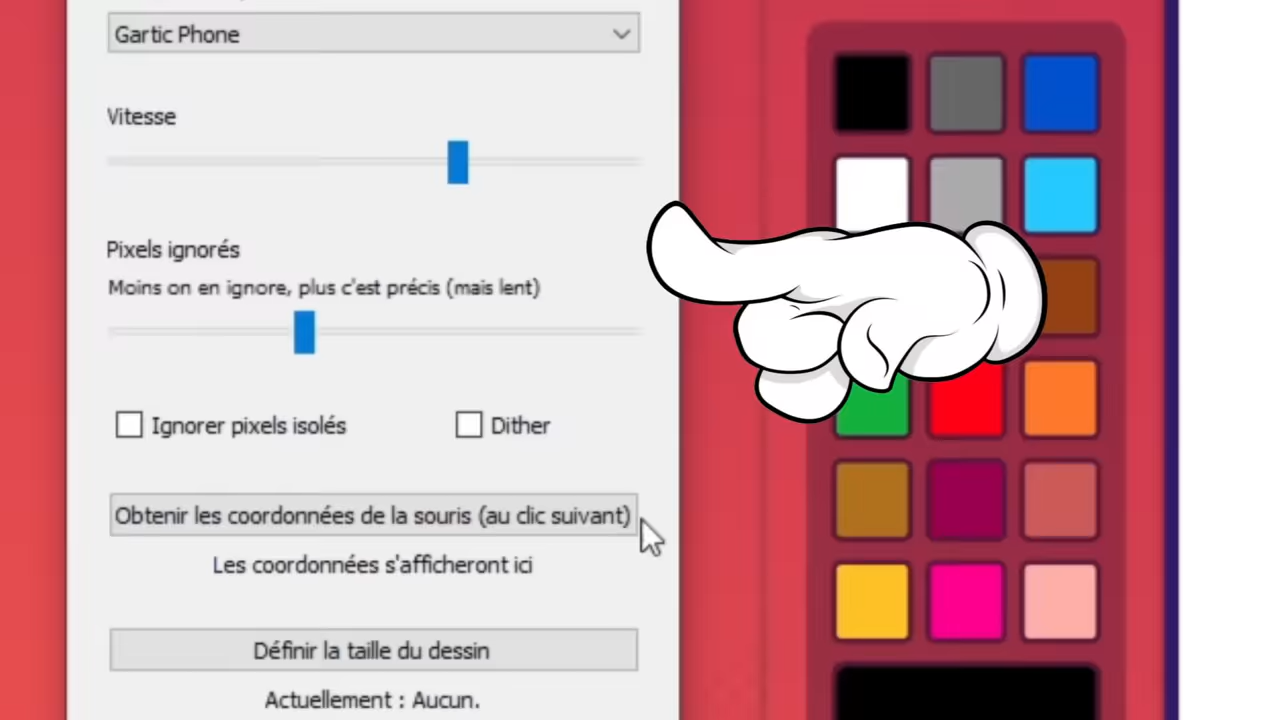 Gartic Phone
Vitesse
Pixels ignorés
Moins on en ignore, plus c'est précis (mais lent)
Ignorer pixels isolés
Dither
Obtenir les coordonnées de la souris (au clic suivant)
Les coordonnées s'afficheront ici
Définir la taille du dessin
Actuellement : Aucun.